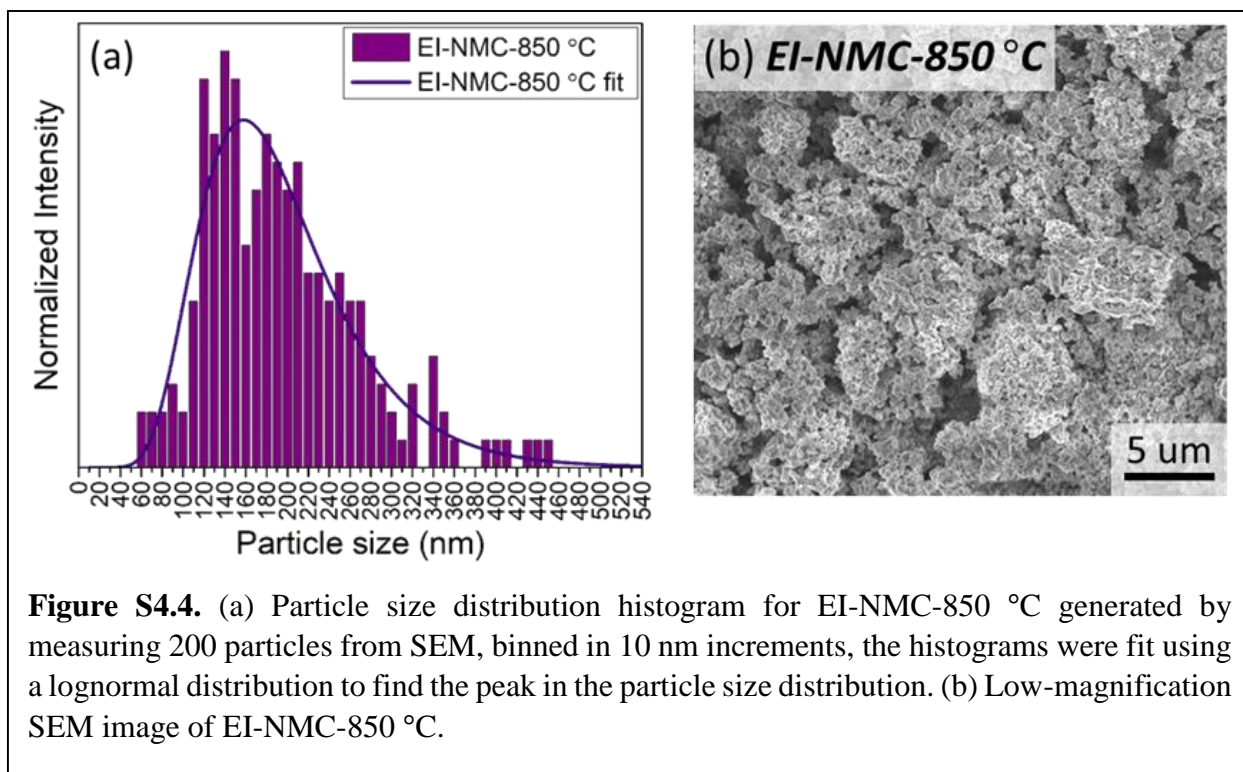 (a)
EI-NMC-850 °C
EI-NMC-850 °C fit
Normalized Intensity
0
20
40
60
80
100
120
140
160
180
200
220
240
260
280
300
320
340
360
380
400
420
440
460
480
500
520
540
Particle size (nm)
(b) EI-NMC-850 °C
5 um
Figure S4.4. (a) Particle size distribution histogram for EI-NMC-850 °C generated by
measuring 200 particles from SEM, binned in 10 nm increments, the histograms were fit using
a lognormal distribution to find the peak in the particle size distribution. (b) Low-magnification
SEM image of EI-NMC-850 °C.